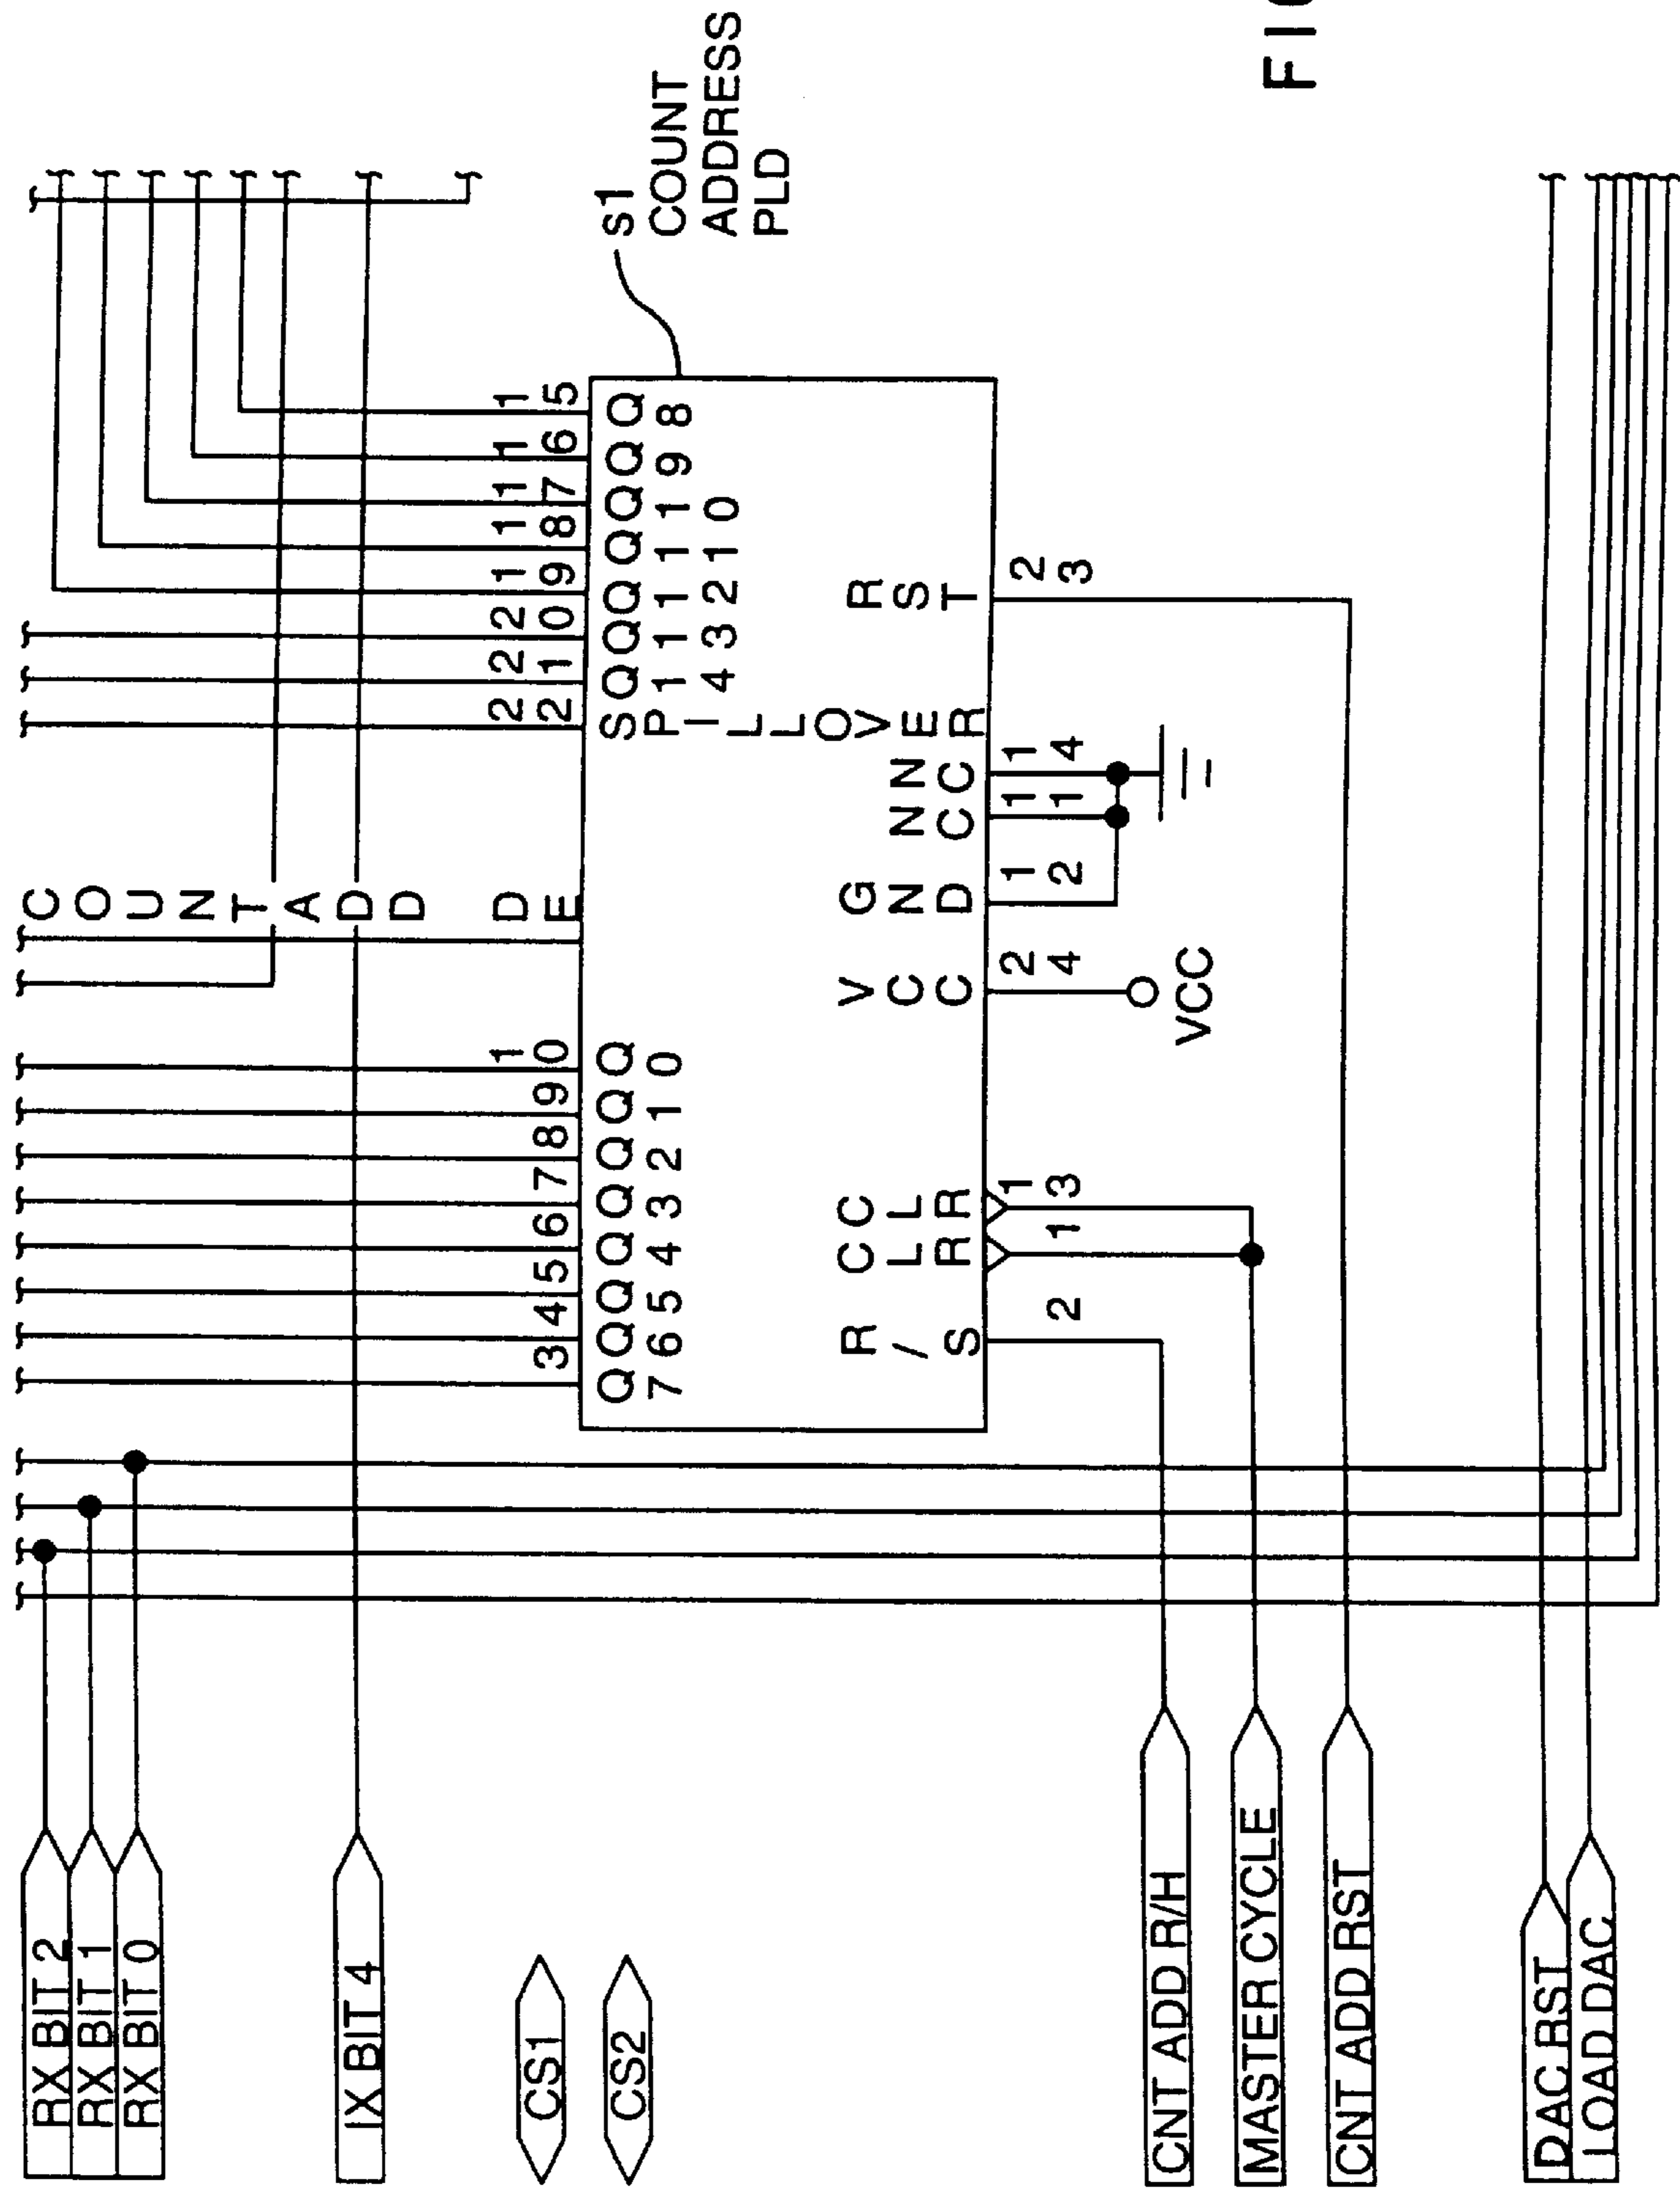 RX BIT 2
RX BIT 1
RX BIT 0
IX BIT 4
CS1
CS2
CNT ADD R/H
MASTER CYCLE
CNT ADD RST
DAC RST
LOAD DAC
COUNTADD DE
3 4 5 6 7 8 9 10 22 21 20 19 18 17 16 15
Q7 Q6 Q5 Q4 Q3 Q2 Q1 Q0 SPILLOVER Q14 Q13 Q12 Q11 Q10 Q9 Q8
R/S CLR CLR VCC GND NC NC RST
2 1 13 24 12 11 14 23
VCC
s1
COUNT
ADDRESS
PLD